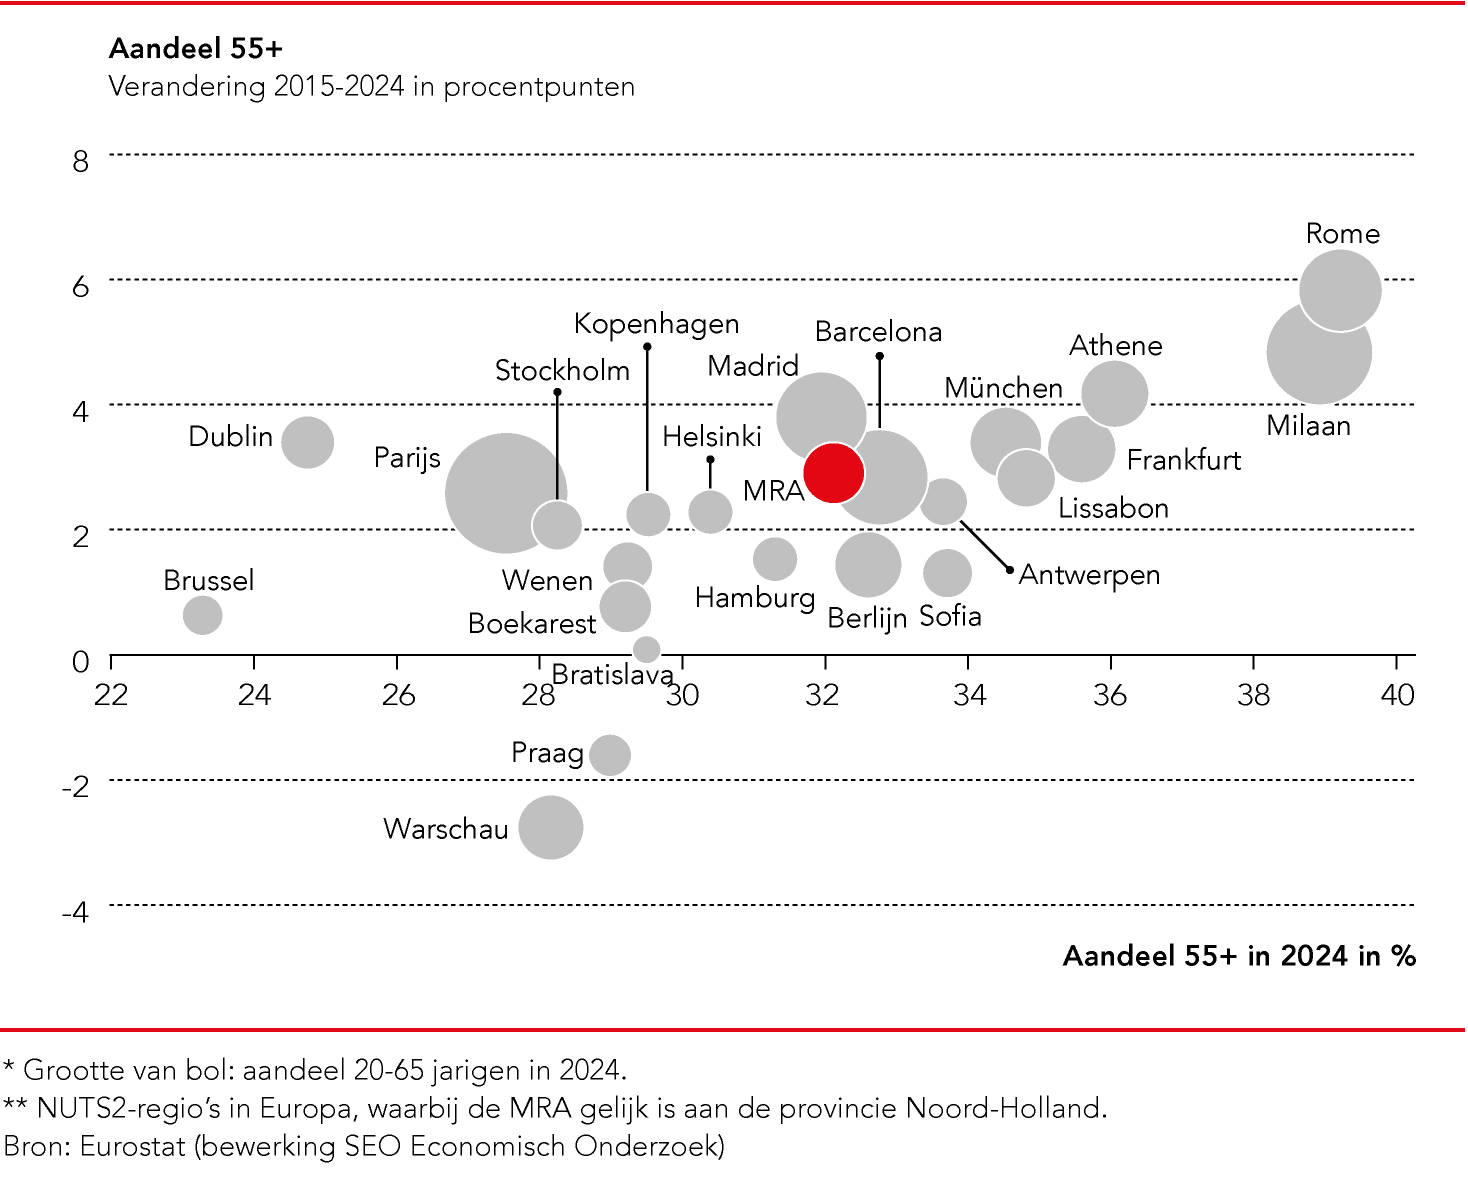 Aandeel 55+
Verandering 2015-2024 in procentpunten
8
Rome
6
Kopenhagen
Barcelona
Athene
Stockholm
Madrid
München
4
Milaan
Dublin
Helsinki
Parijs
Frankfurt
MRA
Lissabon
2
Antwerpen
Brussel
Wenen
Hamburg
Berlijn
Sofia
Boekarest
0
Bratislava
22 24 26 28 30 32 34 36 38 40
Praag
-2
Warschau
-4
Aandeel 55+ in 2024 in %
* Grootte van bol: aandeel 20-65 jarigen in 2024.
** NUTS2-regio's in Europa, waarbij de MRA gelijk is aan de provincie Noord-Holland.
Bron: Eurostat (bewerking SEO Economisch Onderzoek)